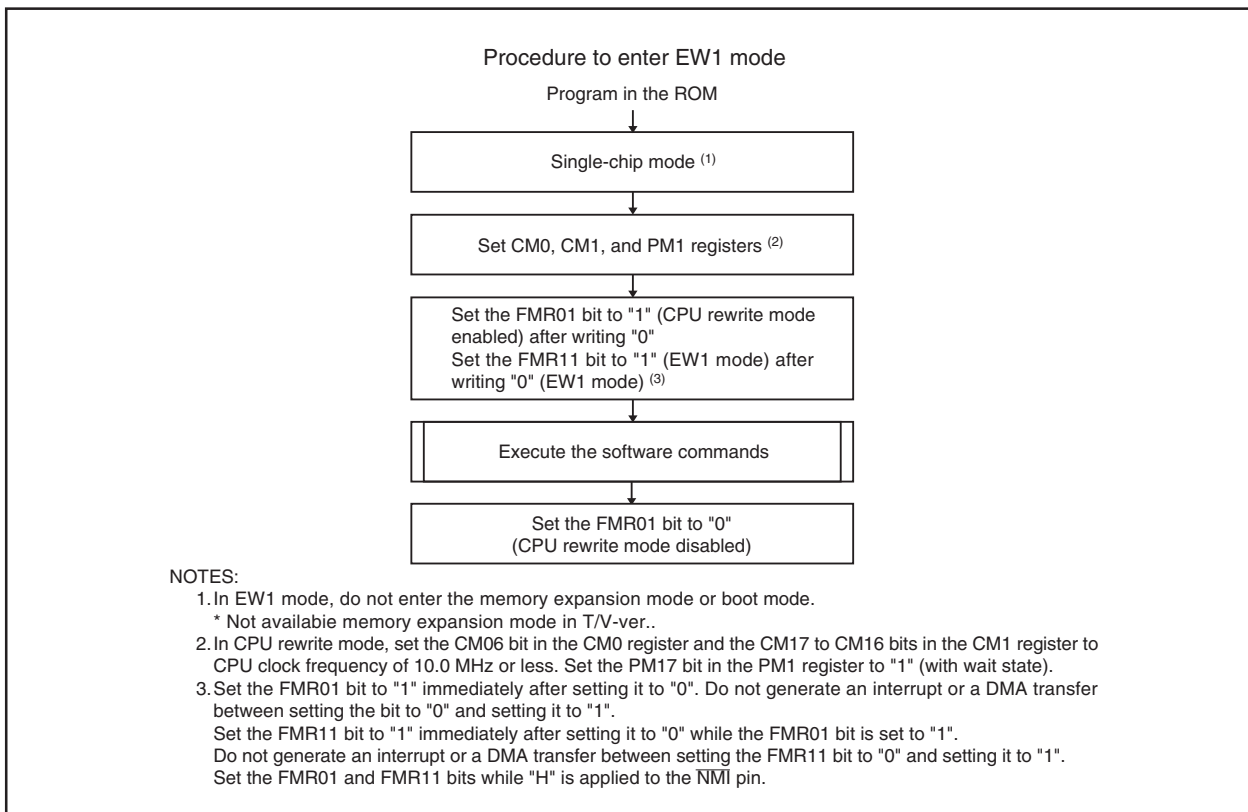 Procedure to enter EW1 mode
Program in the ROM
Single-chip mode (1)
Set CM0, CM1, and PM1 registers (2)
Set the FMR01 bit to "1" (CPU rewrite mode
enabled) after writing "0"
Set the FMR11 bit to "1" (EW1 mode) after
writing "0" (EW1 mode) (3)
Execute the software commands
Set the FMR01 bit to "0"
(CPU rewrite mode disabled)
NOTES:
1. In EW1 mode, do not enter the memory expansion mode or boot mode.
* Not available memory expansion mode in T/V-ver..
2. In CPU rewrite mode, set the CM06 bit in the CM0 register and the CM17 to CM16 bits in the CM1 register to
CPU clock frequency of 10.0 MHz or less. Set the PM17 bit in the PM1 register to "1" (with wait state).
3. Set the FMR01 bit to "1" immediately after setting it to "0". Do not generate an interrupt or a DMA transfer
between setting the bit to "0" and setting it to "1".
Set the FMR11 bit to "1" immediately after setting it to "0" while the FMR01 bit is set to "1".
Do not generate an interrupt or a DMA transfer between setting the FMR11 bit to "0" and setting it to "1".
Set the FMR01 and FMR11 bits while "H" is applied to the NMI pin.